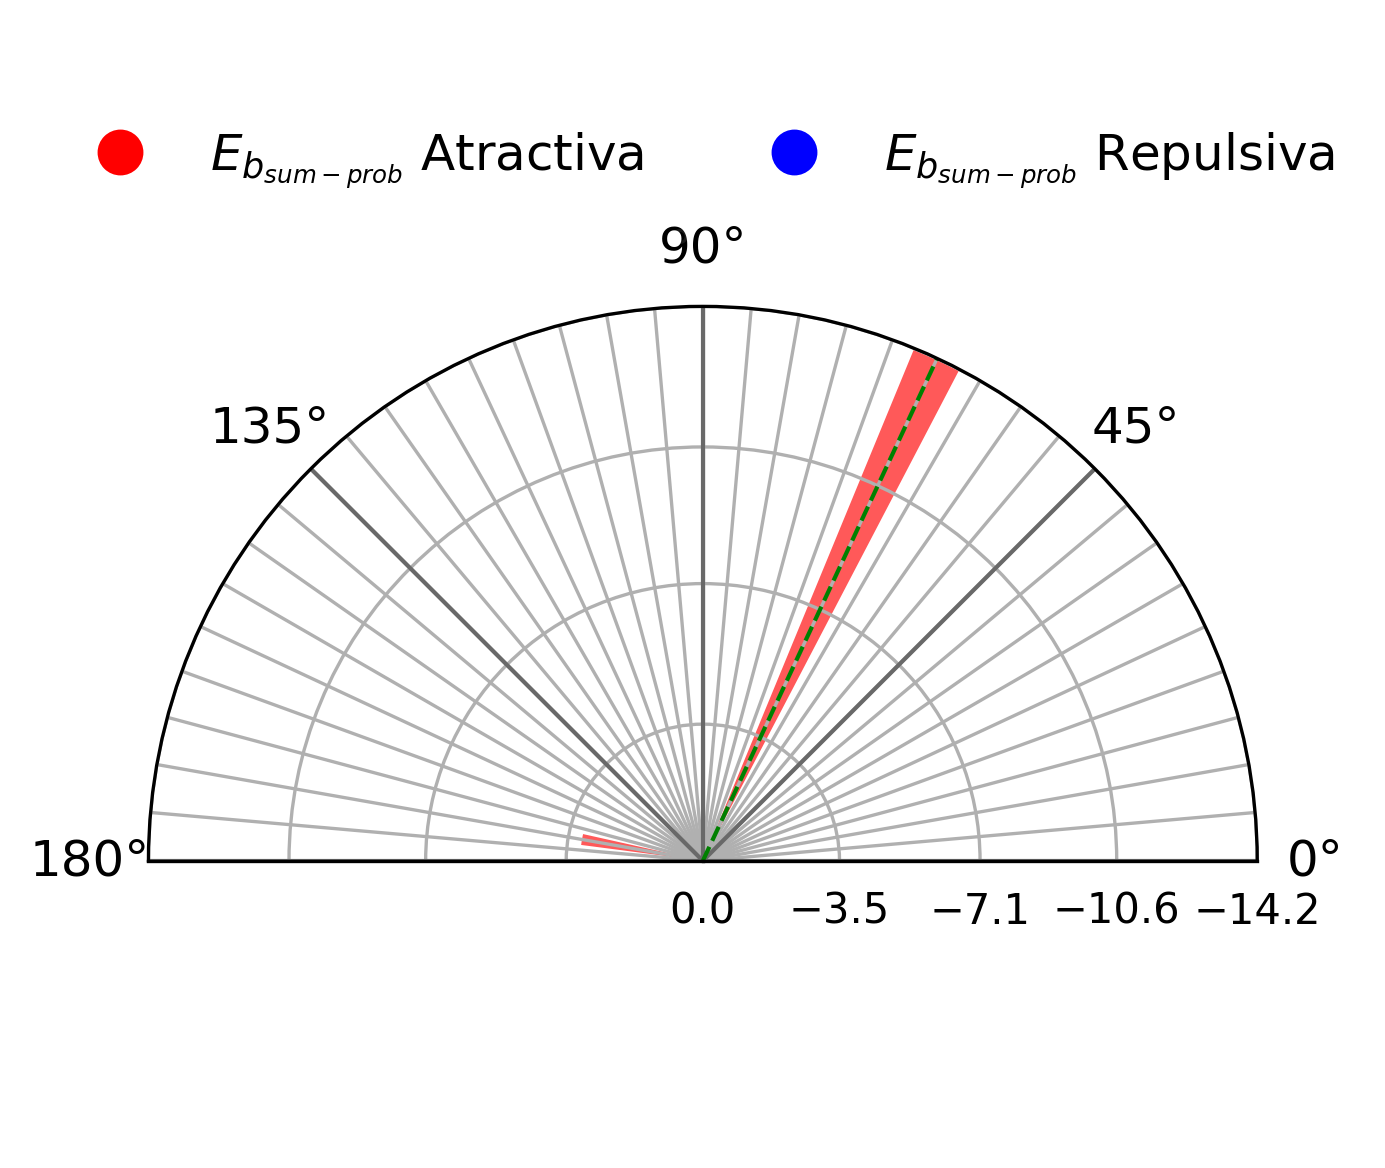 E_{b_{sum-prob}} Atractiva E_{b_{sum-prob}} Repulsiva
90°
135° 45°
180° 0°
0.0 −3.5 −7.1 −10.6 −14.2